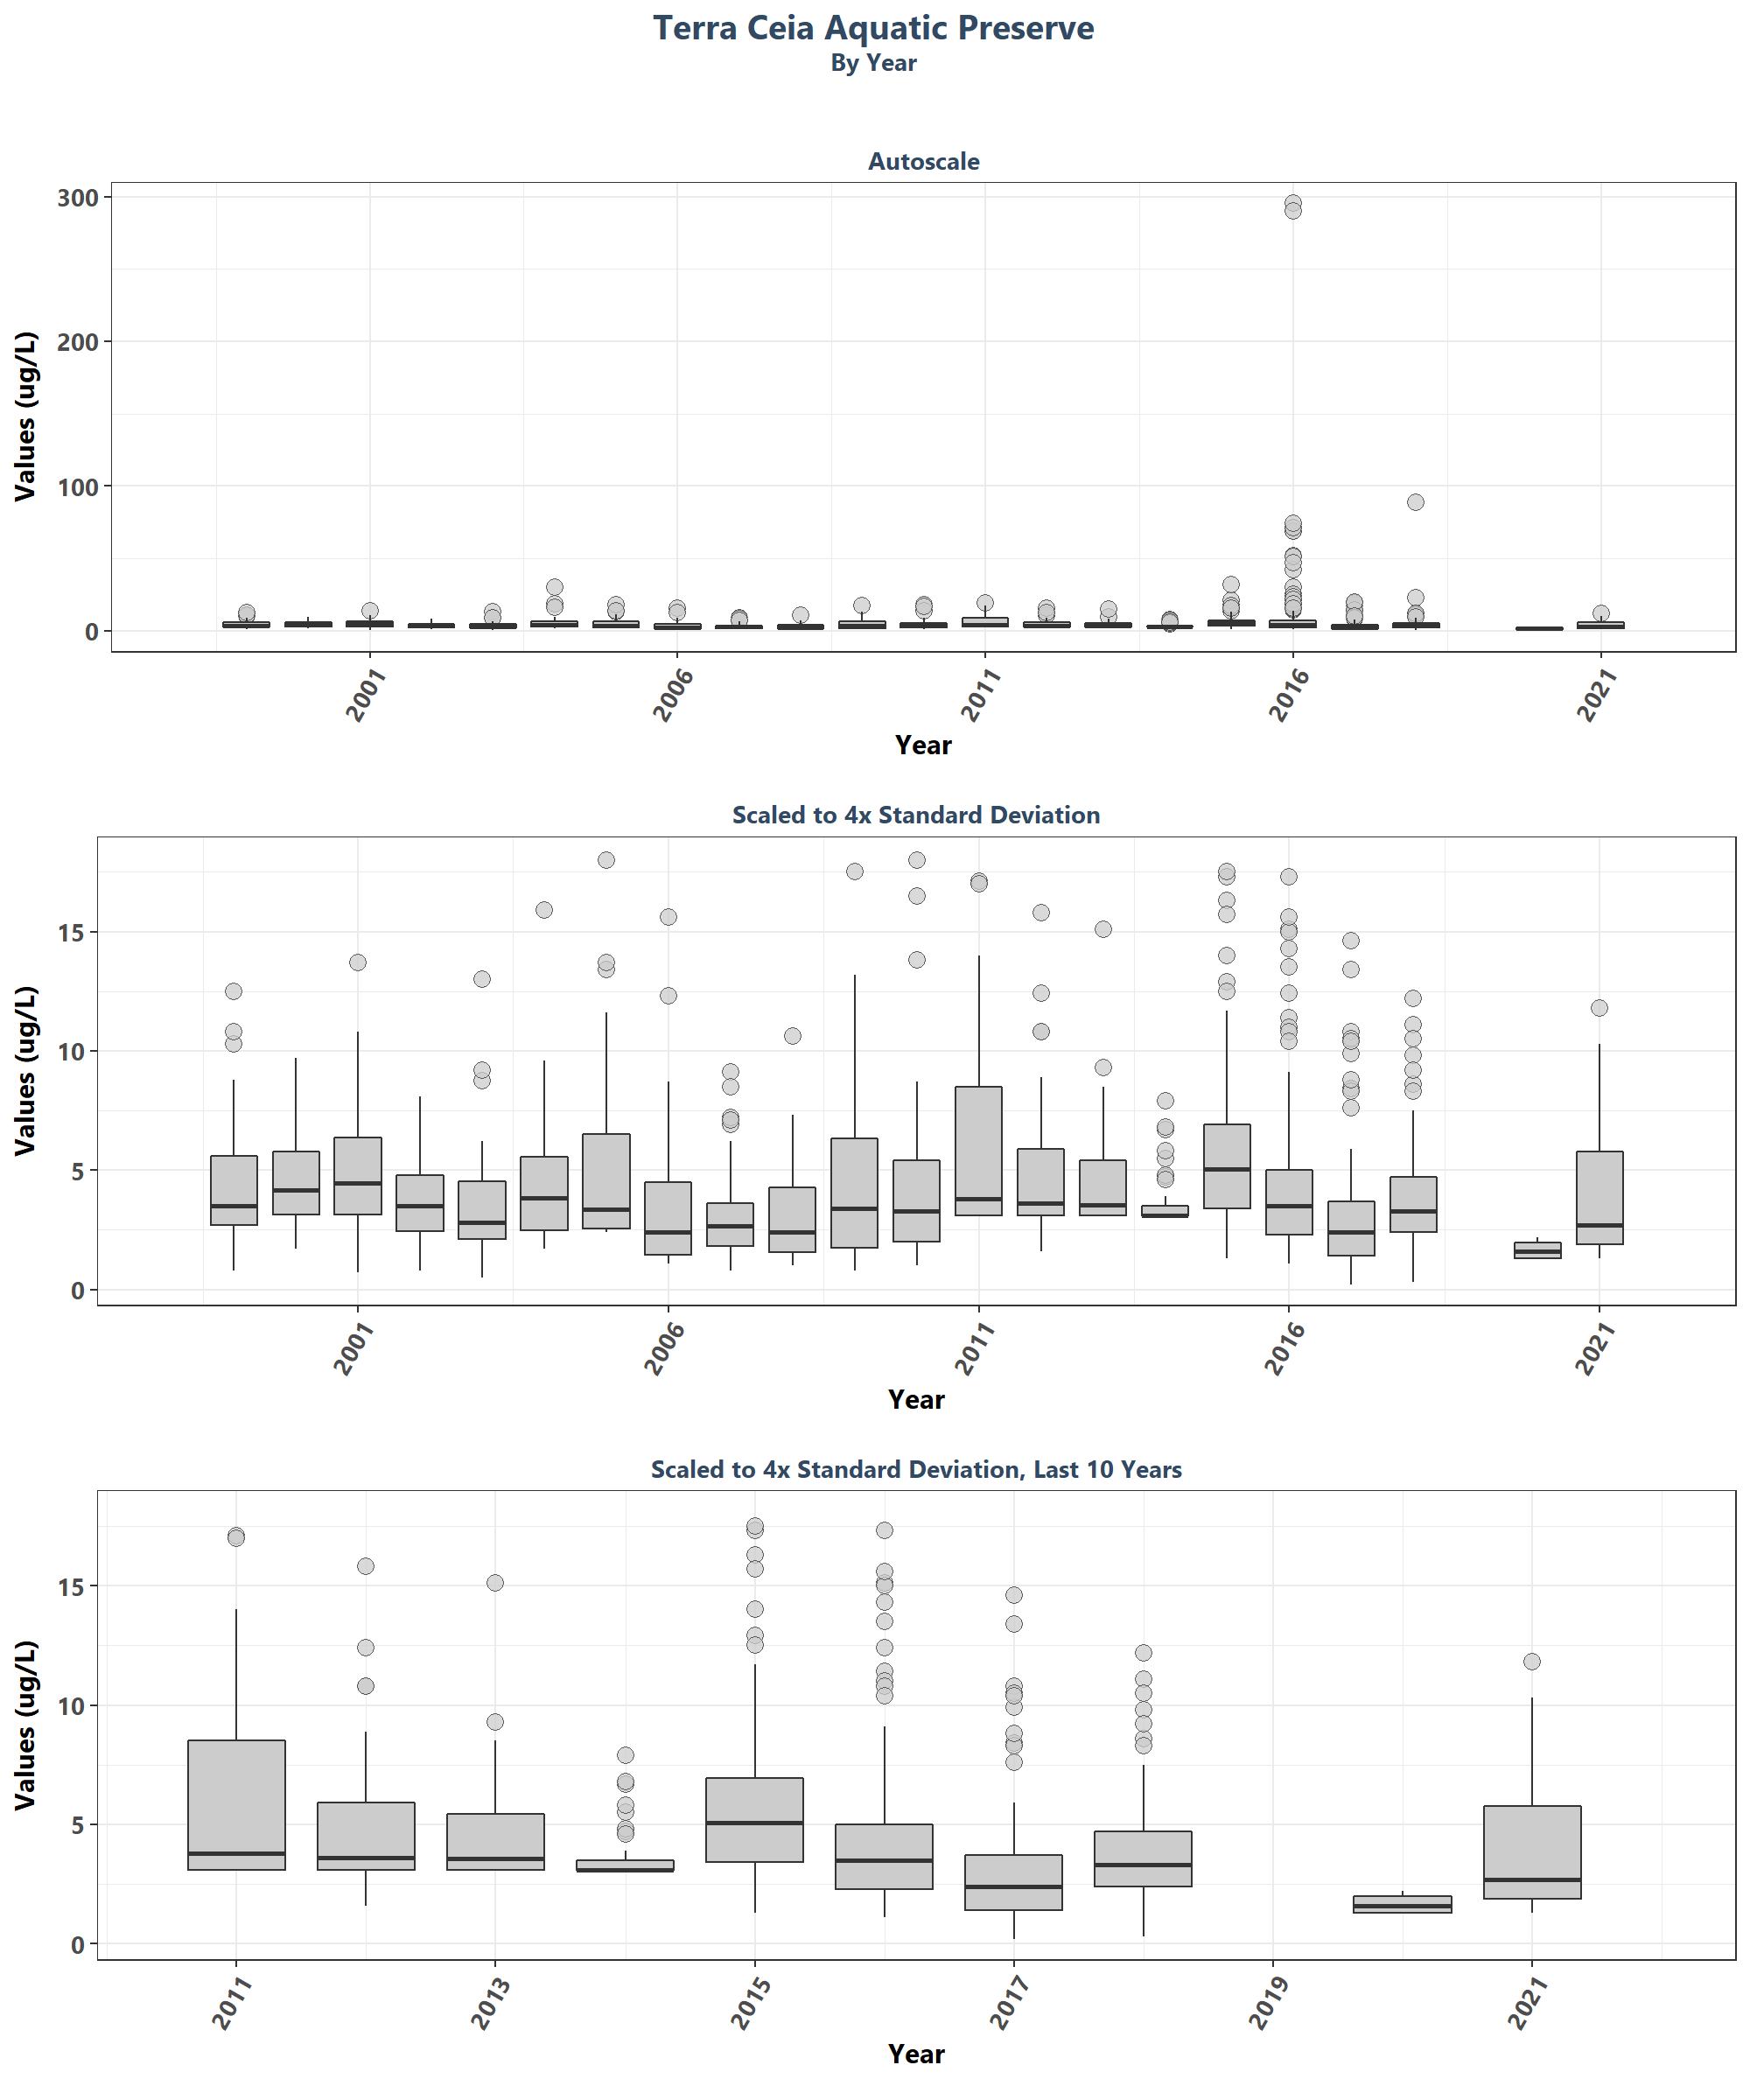 Terra Ceia Aquatic Preserve
By Year
Autoscale
300
200
100
0
Values (ug/L)
2001 2006 2011 2016 2021
Year
Scaled to 4x Standard Deviation
15
10
5
0
Values (ug/L)
2001 2006 2011 2016 2021
Year
Scaled to 4x Standard Deviation, Last 10 Years
15
10
5
0
Values (ug/L)
2011 2013 2015 2017 2019 2021
Year